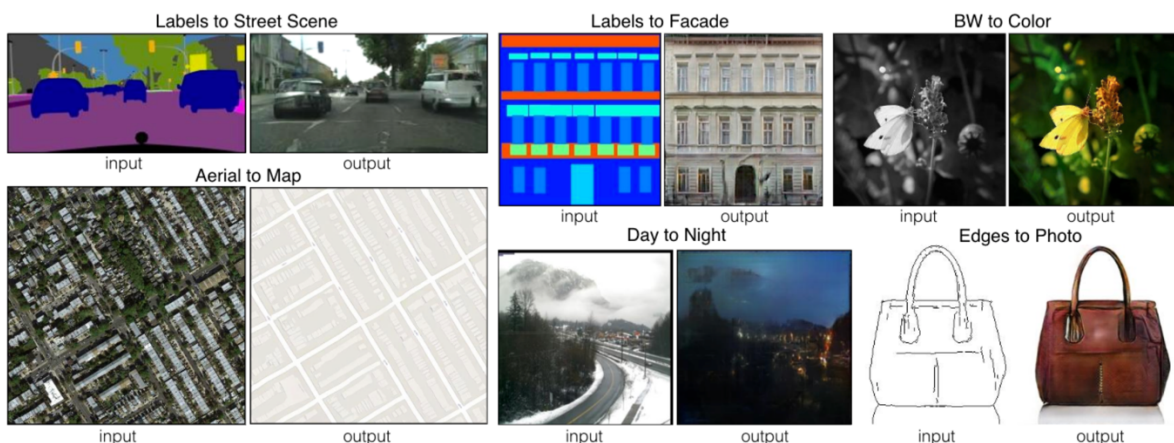 Labels to Street Scene
input
output
Aerial to Map
input
output
Labels to Facade
input
output
BW to Color
input
output
Day to Night
input
output
Edges to Photo
input
output